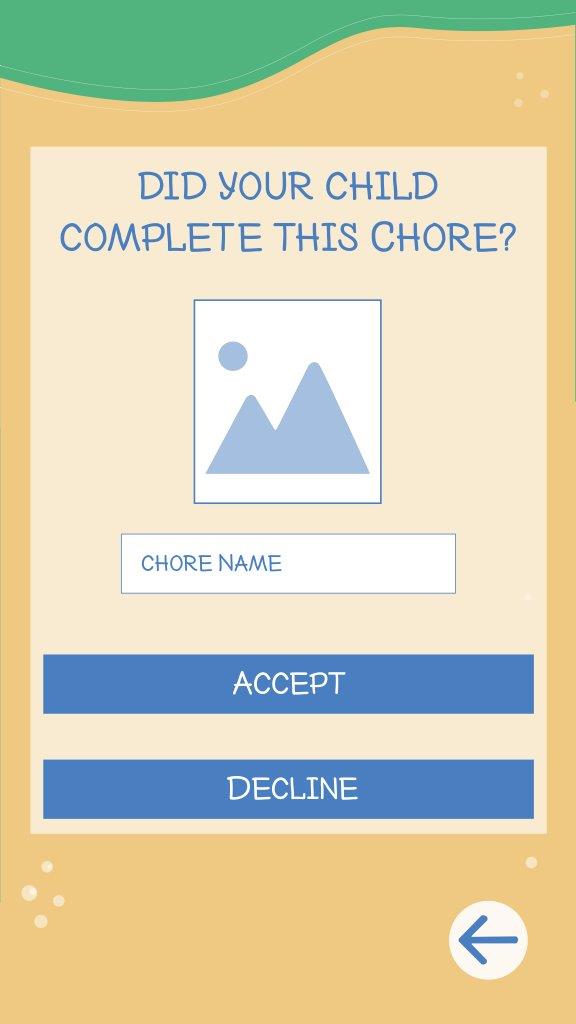 DID YOUR CHILD
COMPLETE THIS CHORE?
CHORE NAME
ACCEPT
DECLINE